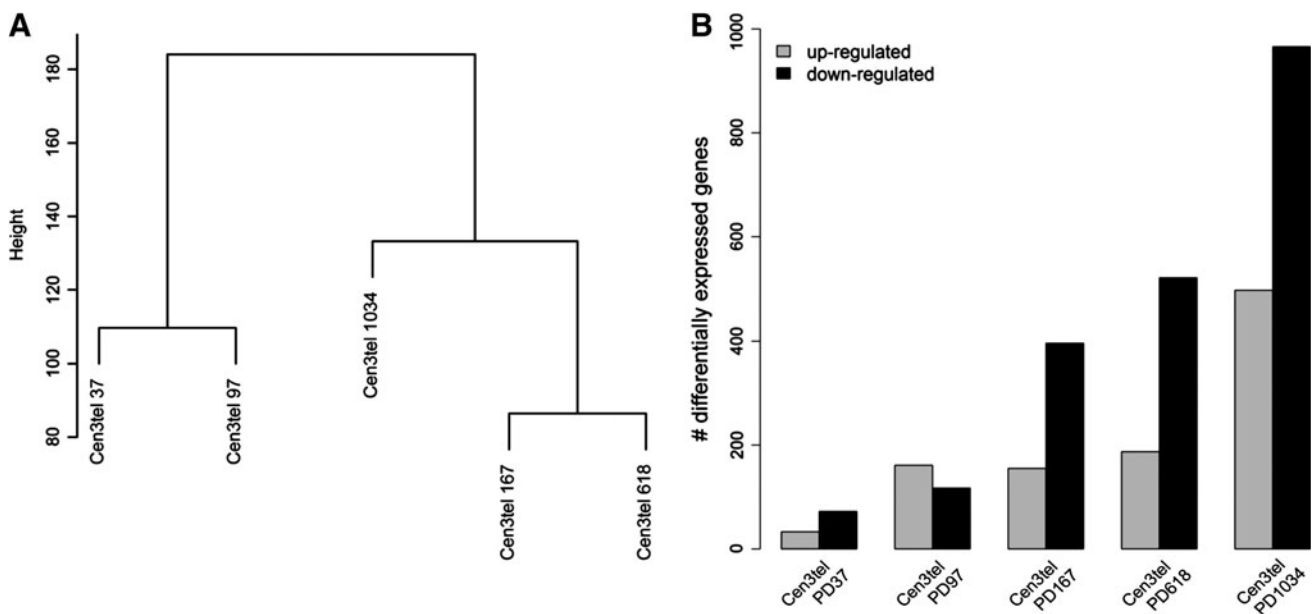 A
Height
80
100
120
140
160
180
Cen3tel 37
Cen3tel 97
Cen3tel 1034
Cen3tel 167
Cen3tel 618
B
up-regulated
down-regulated
# differentially expressed genes
0
200
400
600
800
1000
Cen3tel
PD37
Cen3tel
PD97
Cen3tel
PD167
Cen3tel
PD618
Cen3tel
PD1034